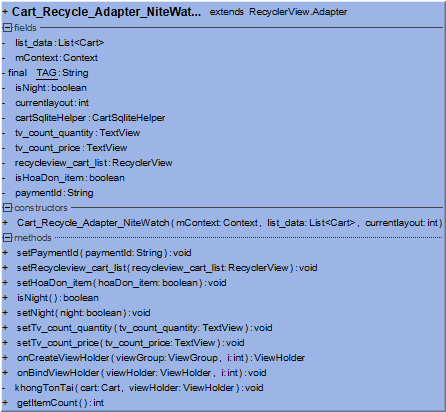 + Cart_Recycle_Adapter_NiteWat... extends RecyclerView.Adapter
fields
- list_data : List<Cart>
- mContext : Context
- final TAG : String
- isNight : boolean
- currentlayout : int
- cartSqliteHelper : CartSqliteHelper
- tv_count_quantity : TextView
- tv_count_price : TextView
- recycleview_cart_list : RecyclerView
- isHoaDon_item : boolean
- paymentId : String
constructors
+ Cart_Recycle_Adapter_NiteWatch ( mContext : Context , list_data : List<Cart> , currentlayout : int )
methods
+ setPaymentId ( paymentId : String ) : void
+ setRecycleview_cart_list ( recycleview_cart_list : RecyclerView ) : void
+ setHoaDon_item ( hoaDon_item : boolean ) : void
+ isNight ( ) : boolean
+ setNight ( night : boolean ) : void
+ setTv_count_quantity ( tv_count_quantity : TextView ) : void
+ setTv_count_price ( tv_count_price : TextView ) : void
+ onCreateViewHolder ( viewGroup : ViewGroup , i : int ) : ViewHolder
+ onBindViewHolder ( viewHolder : ViewHolder , i : int ) : void
- khongTonTai ( cart : Cart , viewHolder : ViewHolder ) : void
+ getItemCount ( ) : int